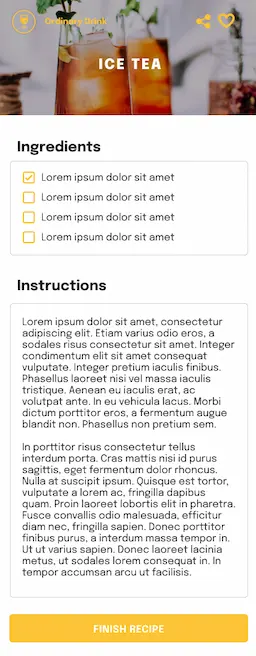 Ordinary Drink
ICE TEA
Ingredients
Lorem ipsum dolor sit amet
Lorem ipsum dolor sit amet
Lorem ipsum dolor sit amet
Lorem ipsum dolor sit amet
Instructions
Lorem ipsum dolor sit amet, consectetur
adipiscing elit. Etiam varius odio eros, a
sodales risus consectetur sit amet. Integer
condimentum elit sit amet consequat
vulputate. Integer pretium iaculis finibus.
Phasellus laoreet nisi vel massa iaculis
tristique. Aenean eu iaculis erat, ac
volutpat ante. In eu vehicula lacus. Morbi
dictum porttitor eros, a fermentum augue
blandit non. Phasellus non pretium sem.
In porttitor risus consectetur tellus
interdum porta. Cras mattis nisi id purus
sagittis, eget fermentum dolor rhoncus.
Nulla at suscipit ipsum. Quisque est tortor,
vulputate a lorem ac, fringilla dapibus
quam. Proin laoreet lobortis elit in pharetra.
Fusce convallis odio malesuada, efficitur
diam nec, fringilla sapien. Donec porttitor
finibus purus, a interdum massa tempor in.
Ut ut varius sapien. Donec laoreet lacinia
metus, ut sodales lorem consequat in. In
tempor accumsan arcu ut facilisis.
FINISH RECIPE